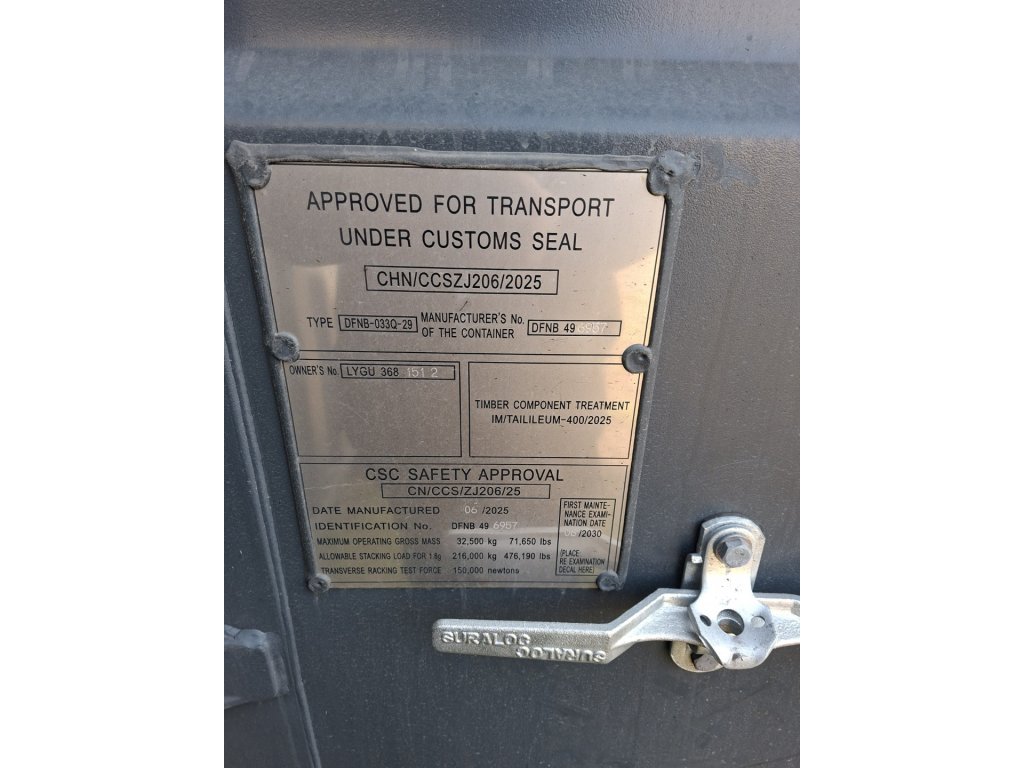 APPROVED FOR TRANSPORT
UNDER CUSTOMS SEAL
CHN/CCSZJ206/2025
TYPE DFNB-033Q-29 MANUFACTURER'S No. OF THE CONTAINER DFNB 49 6957
OWNER'S No. LYGU 368 151 2
TIMBER COMPONENT TREATMENT
IM/TAILILEUM-400/2025
CSC SAFETY APPROVAL
CN/CCS/ZJ206/25
DATE MANUFACTURED 06 /2025
IDENTIFICATION No. DFNB 49 6957
MAXIMUM OPERATING GROSS MASS 32,500 kg 71,650 lbs
ALLOWABLE STACKING LOAD FOR 1.8g 216,000 kg 476,190 lbs
TRANSVERSE RACKING TEST FORCE 150,000 newtons
FIRST MAINTE-
NANCE EXAMI-
NATION DATE
06/2030
(PLACE
RE EXAMINATION
DECAL HERE)
SURALOC
SURALOC